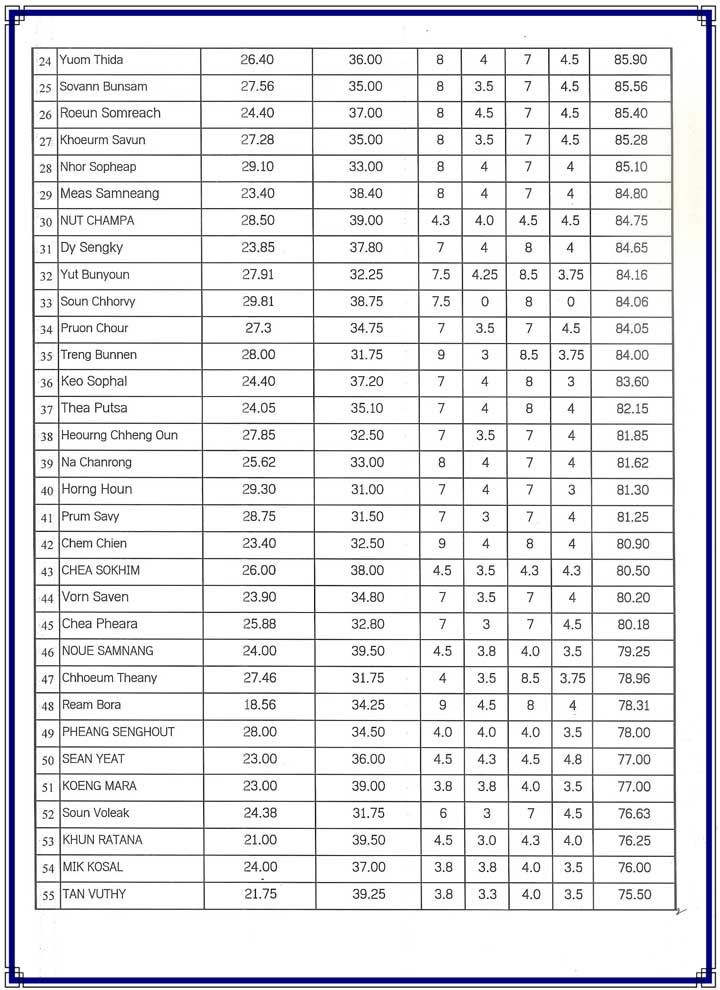 24 Yuom Thida 26.40 36.00 8 4 7 4.5 85.90
25 Sovann Bunsam 27.56 35.00 8 3.5 7 4.5 85.56
26 Roeun Somreach 24.40 37.00 8 4.5 7 4.5 85.40
27 Khoeurm Savun 27.28 35.00 8 3.5 7 4.5 85.28
28 Nhor Sopheap 29.10 33.00 8 4 7 4 85.10
29 Meas Samneang 23.40 38.40 8 4 7 4 84.80
30 NUT CHAMPA 28.50 39.00 4.3 4.0 4.5 4.5 84.75
31 Dy Sengky 23.85 37.80 7 4 8 4 84.65
32 Yut Bunyoun 27.91 32.25 7.5 4.25 8.5 3.75 84.16
33 Soun Chhorvy 29.81 38.75 7.5 0 8 0 84.06
34 Pruon Chour 27.3 34.75 7 3.5 7 4.5 84.05
35 Treng Bunnen 28.00 31.75 9 3 8.5 3.75 84.00
36 Keo Sophal 24.40 37.20 7 4 8 3 83.60
37 Thea Putsa 24.05 35.10 7 4 8 4 82.15
38 Heourng Chheng Oun 27.85 32.50 7 3.5 7 4 81.85
39 Na Chanrong 25.62 33.00 8 4 7 4 81.62
40 Horng Houn 29.30 31.00 7 4 7 3 81.30
41 Prum Savy 28.75 31.50 7 3 7 4 81.25
42 Chem Chien 23.40 32.50 9 4 8 4 80.90
43 CHEA SOKHIM 26.00 38.00 4.5 3.5 4.3 4.3 80.50
44 Vorn Saven 23.90 34.80 7 3.5 7 4 80.20
45 Chea Pheara 25.88 32.80 7 3 7 4.5 80.18
46 NOUE SAMNANG 24.00 39.50 4.5 3.8 4.0 3.5 79.25
47 Chhoeum Theany 27.46 31.75 4 3.5 8.5 3.75 78.96
48 Ream Bora 18.56 34.25 9 4.5 8 4 78.31
49 PHEANG SENGHOUT 28.00 34.50 4.0 4.0 4.0 3.5 78.00
50 SEAN YEAT 23.00 36.00 4.5 4.3 4.5 4.8 77.00
51 KOENG MARA 23.00 39.00 3.8 3.8 4.0 3.5 77.00
52 Soun Voleak 24.38 31.75 6 3 7 4.5 76.63
53 KHUN RATANA 21.00 39.50 4.5 3.0 4.3 4.0 76.25
54 MIK KOSAL 24.00 37.00 3.8 3.8 4.0 3.5 76.00
55 TAN VUTHY 21.75 39.25 3.8 3.3 4.0 3.5 75.50